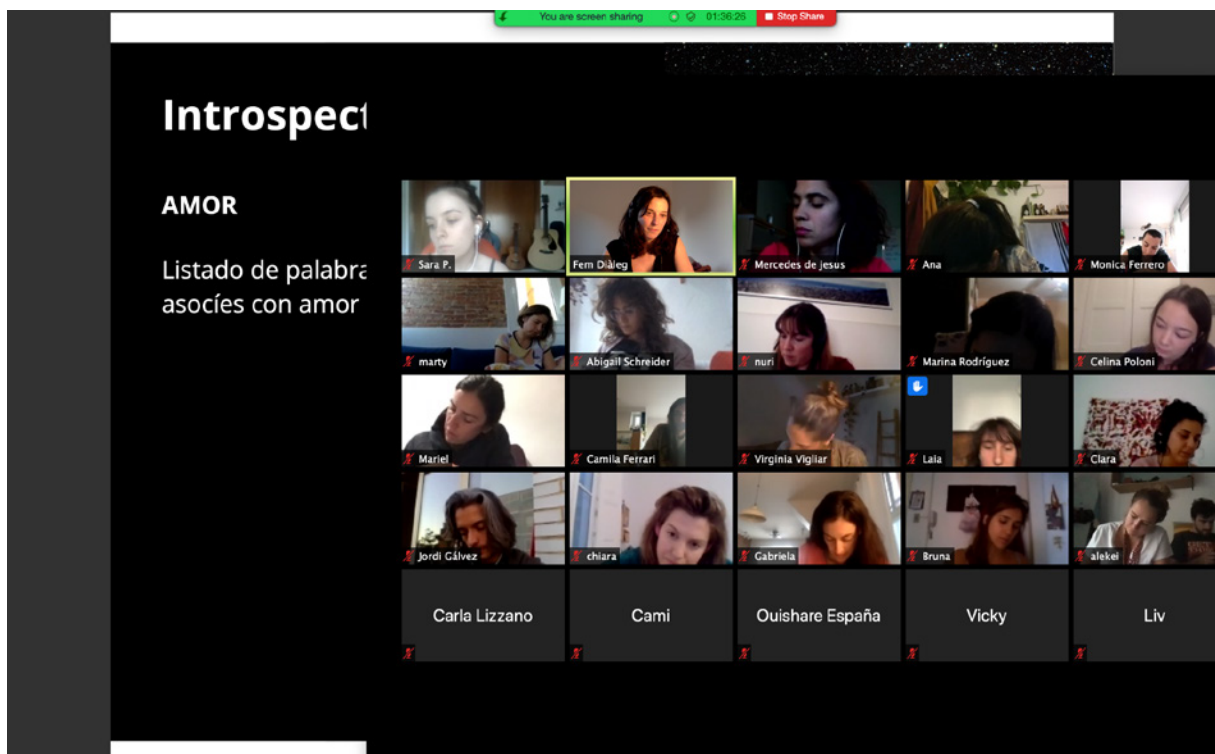 You are screen sharing 01:36:26 Stop Share
Introspect
AMOR
Listado de palabra
asocíes con amor
Sara P.
Fem Diàleg
Mercedes de jesus
Ana
Monica Ferrero
marty
Abigail Schreider
nuri
Marina Rodríguez
Celina Poloni
Mariel
Camila Ferrari
Virginia Vigliar
Laia
Clara
Jordi Gálvez
chiara
Gabriela
Bruna
alekei
Carla Lizzano
Cami
Ouishare España
Vicky
Liv